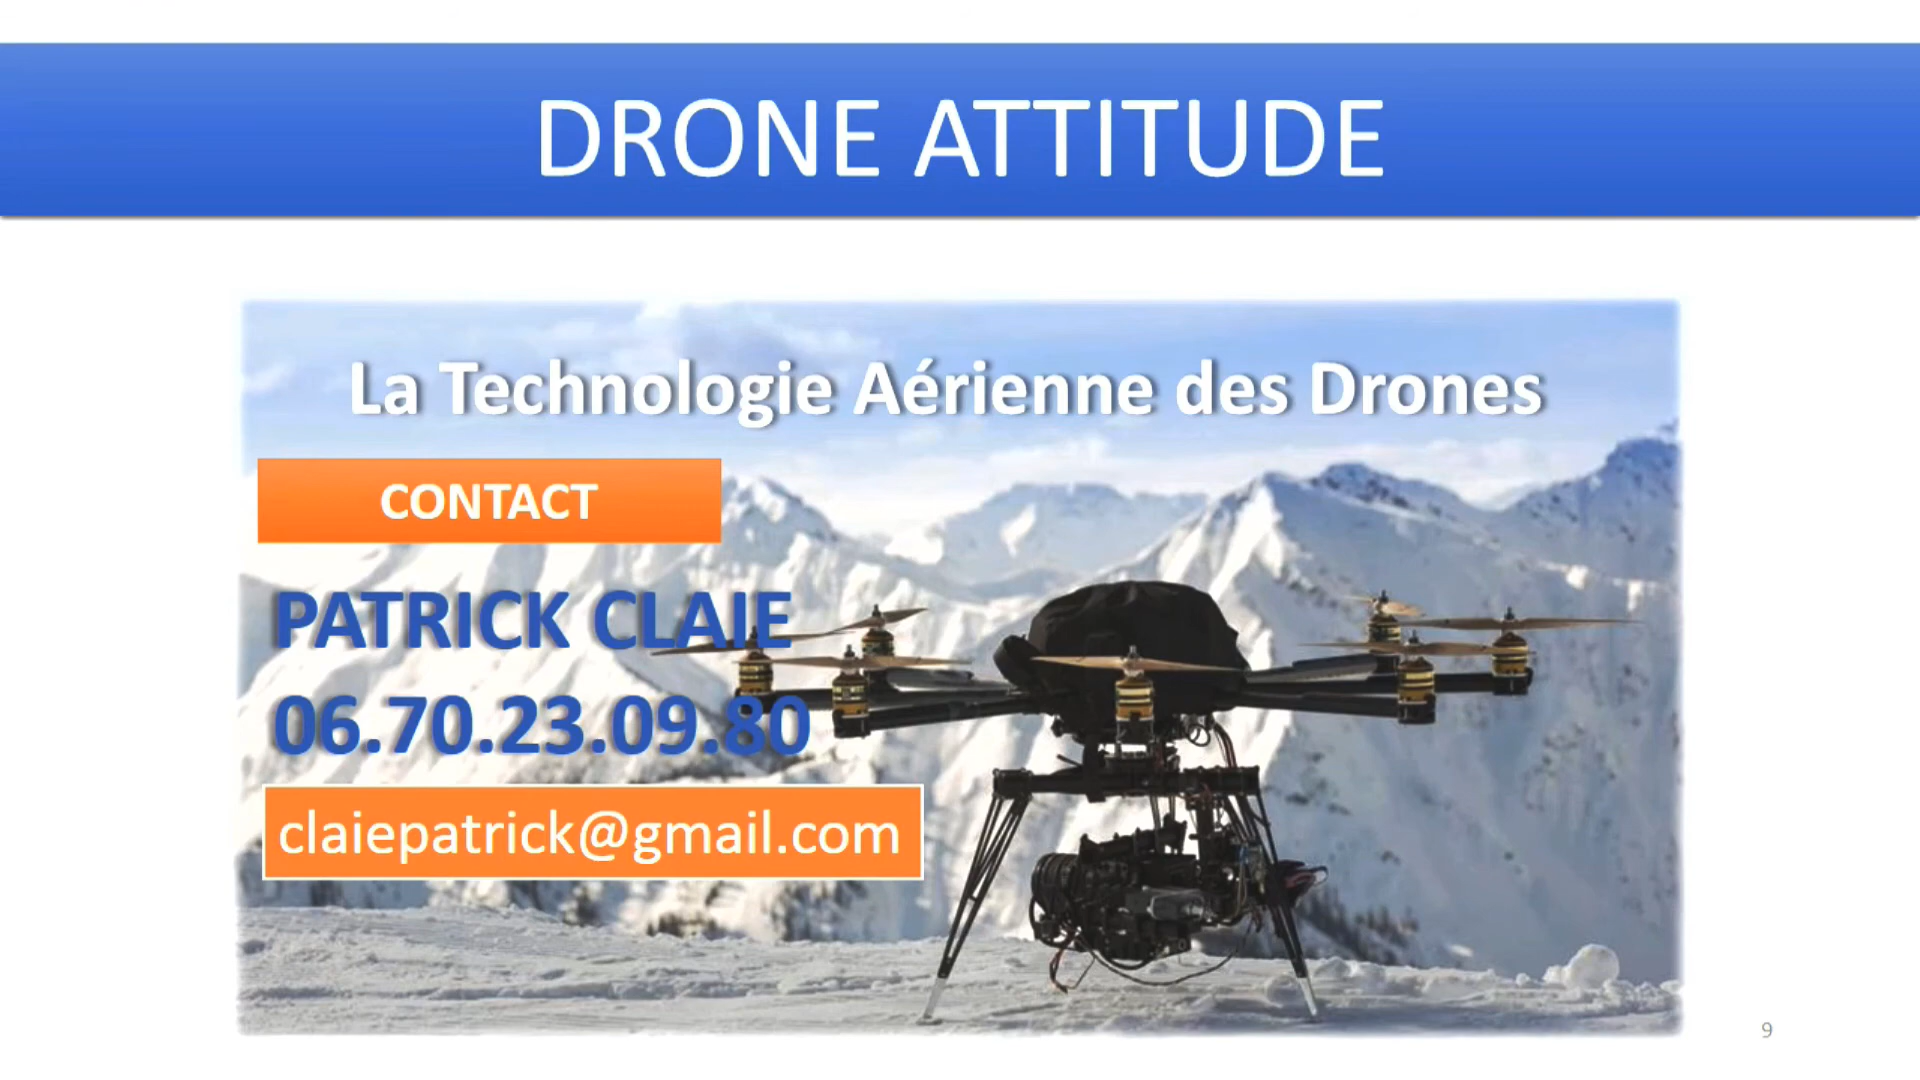 DRONE ATTITUDE
La Technologie Aérienne des Drones
CONTACT
PATRICK CLAIE
06.70.23.09.80
claiepatrick@gmail.com
9